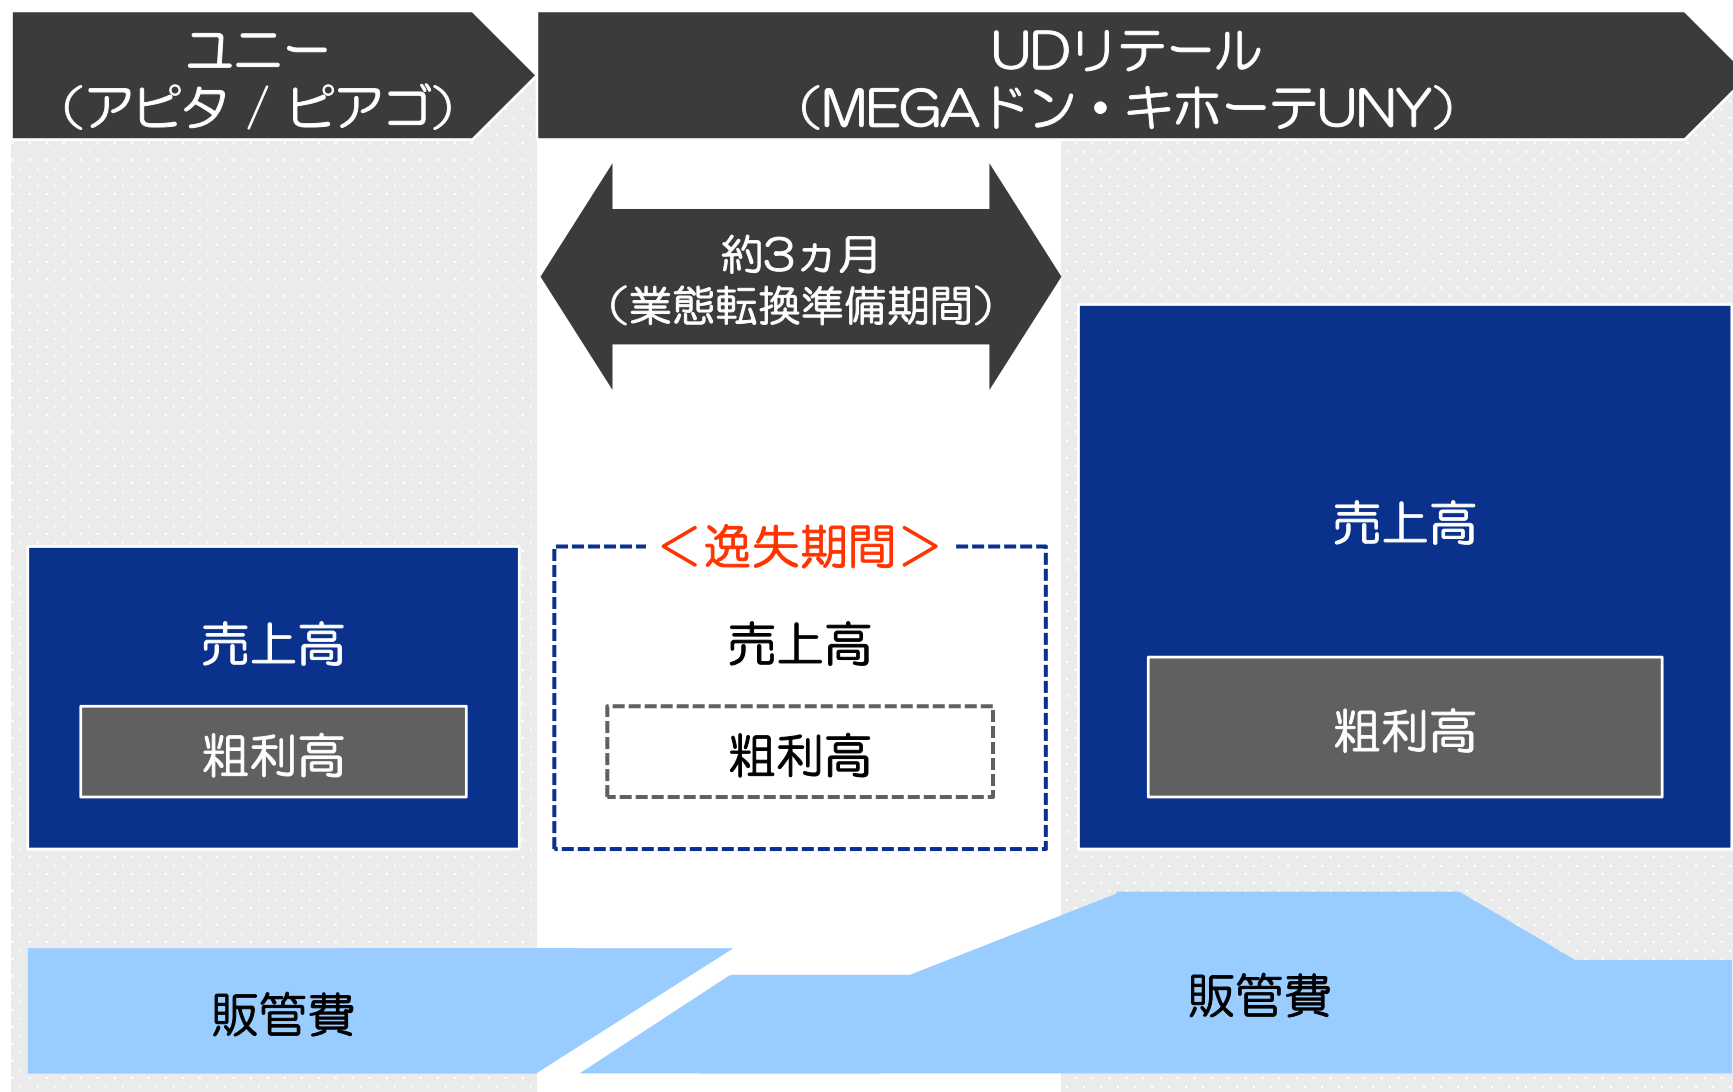 ユニー
（アピタ / ピアゴ）
UDリテール
（MEGAドン・キホーテUNY）
約3ヵ月
（業態転換準備期間）
＜逸失期間＞
売上高
粗利高
売上高
粗利高
売上高
粗利高
販管費
販管費